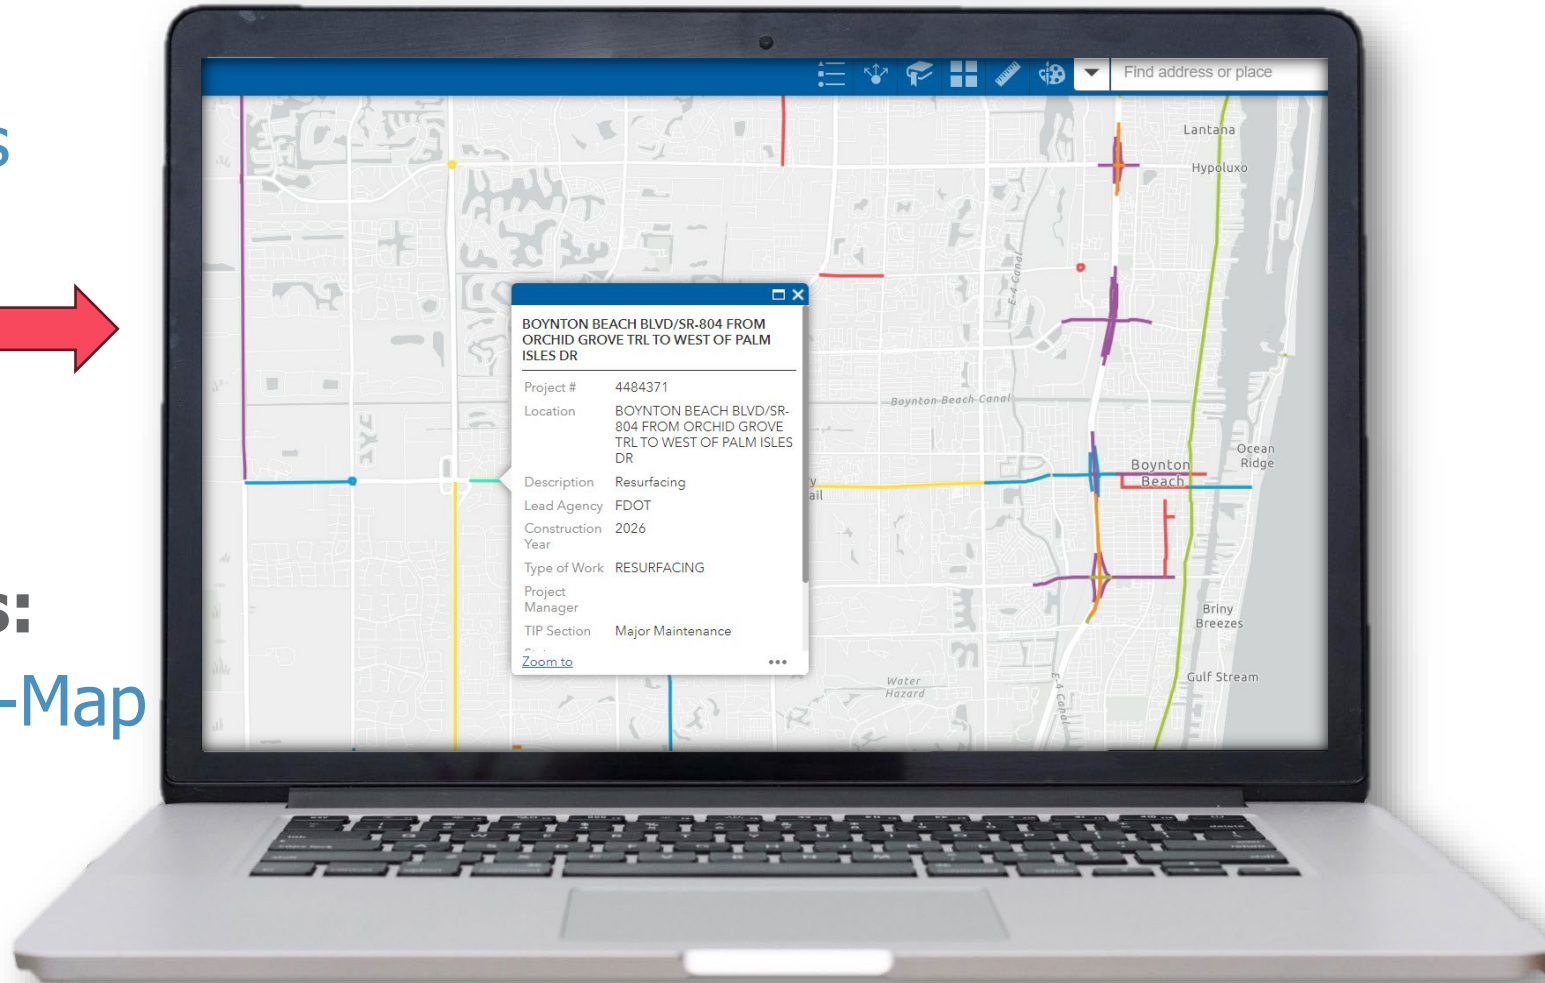 s
s:
-Map
Find address or place
Lantana
Hypoluxo
E-4 Canal
Boynton Beach Canal
Ocean
Ridge
Boynton
Beach
Briny
Breezes
Gulf Stream
Water
Hazard
E-4 Canal
y
ail
BOYNTON BEACH BLVD/SR-804 FROM
ORCHID GROVE TRL TO WEST OF PALM
ISLES DR
Project # 4484371
Location BOYNTON BEACH BLVD/SR-
804 FROM ORCHID GROVE
TRL TO WEST OF PALM ISLES
DR
Description Resurfacing
Lead Agency FDOT
Construction 2026
Year
Type of Work RESURFACING
Project
Manager
TIP Section Major Maintenance
Zoom to